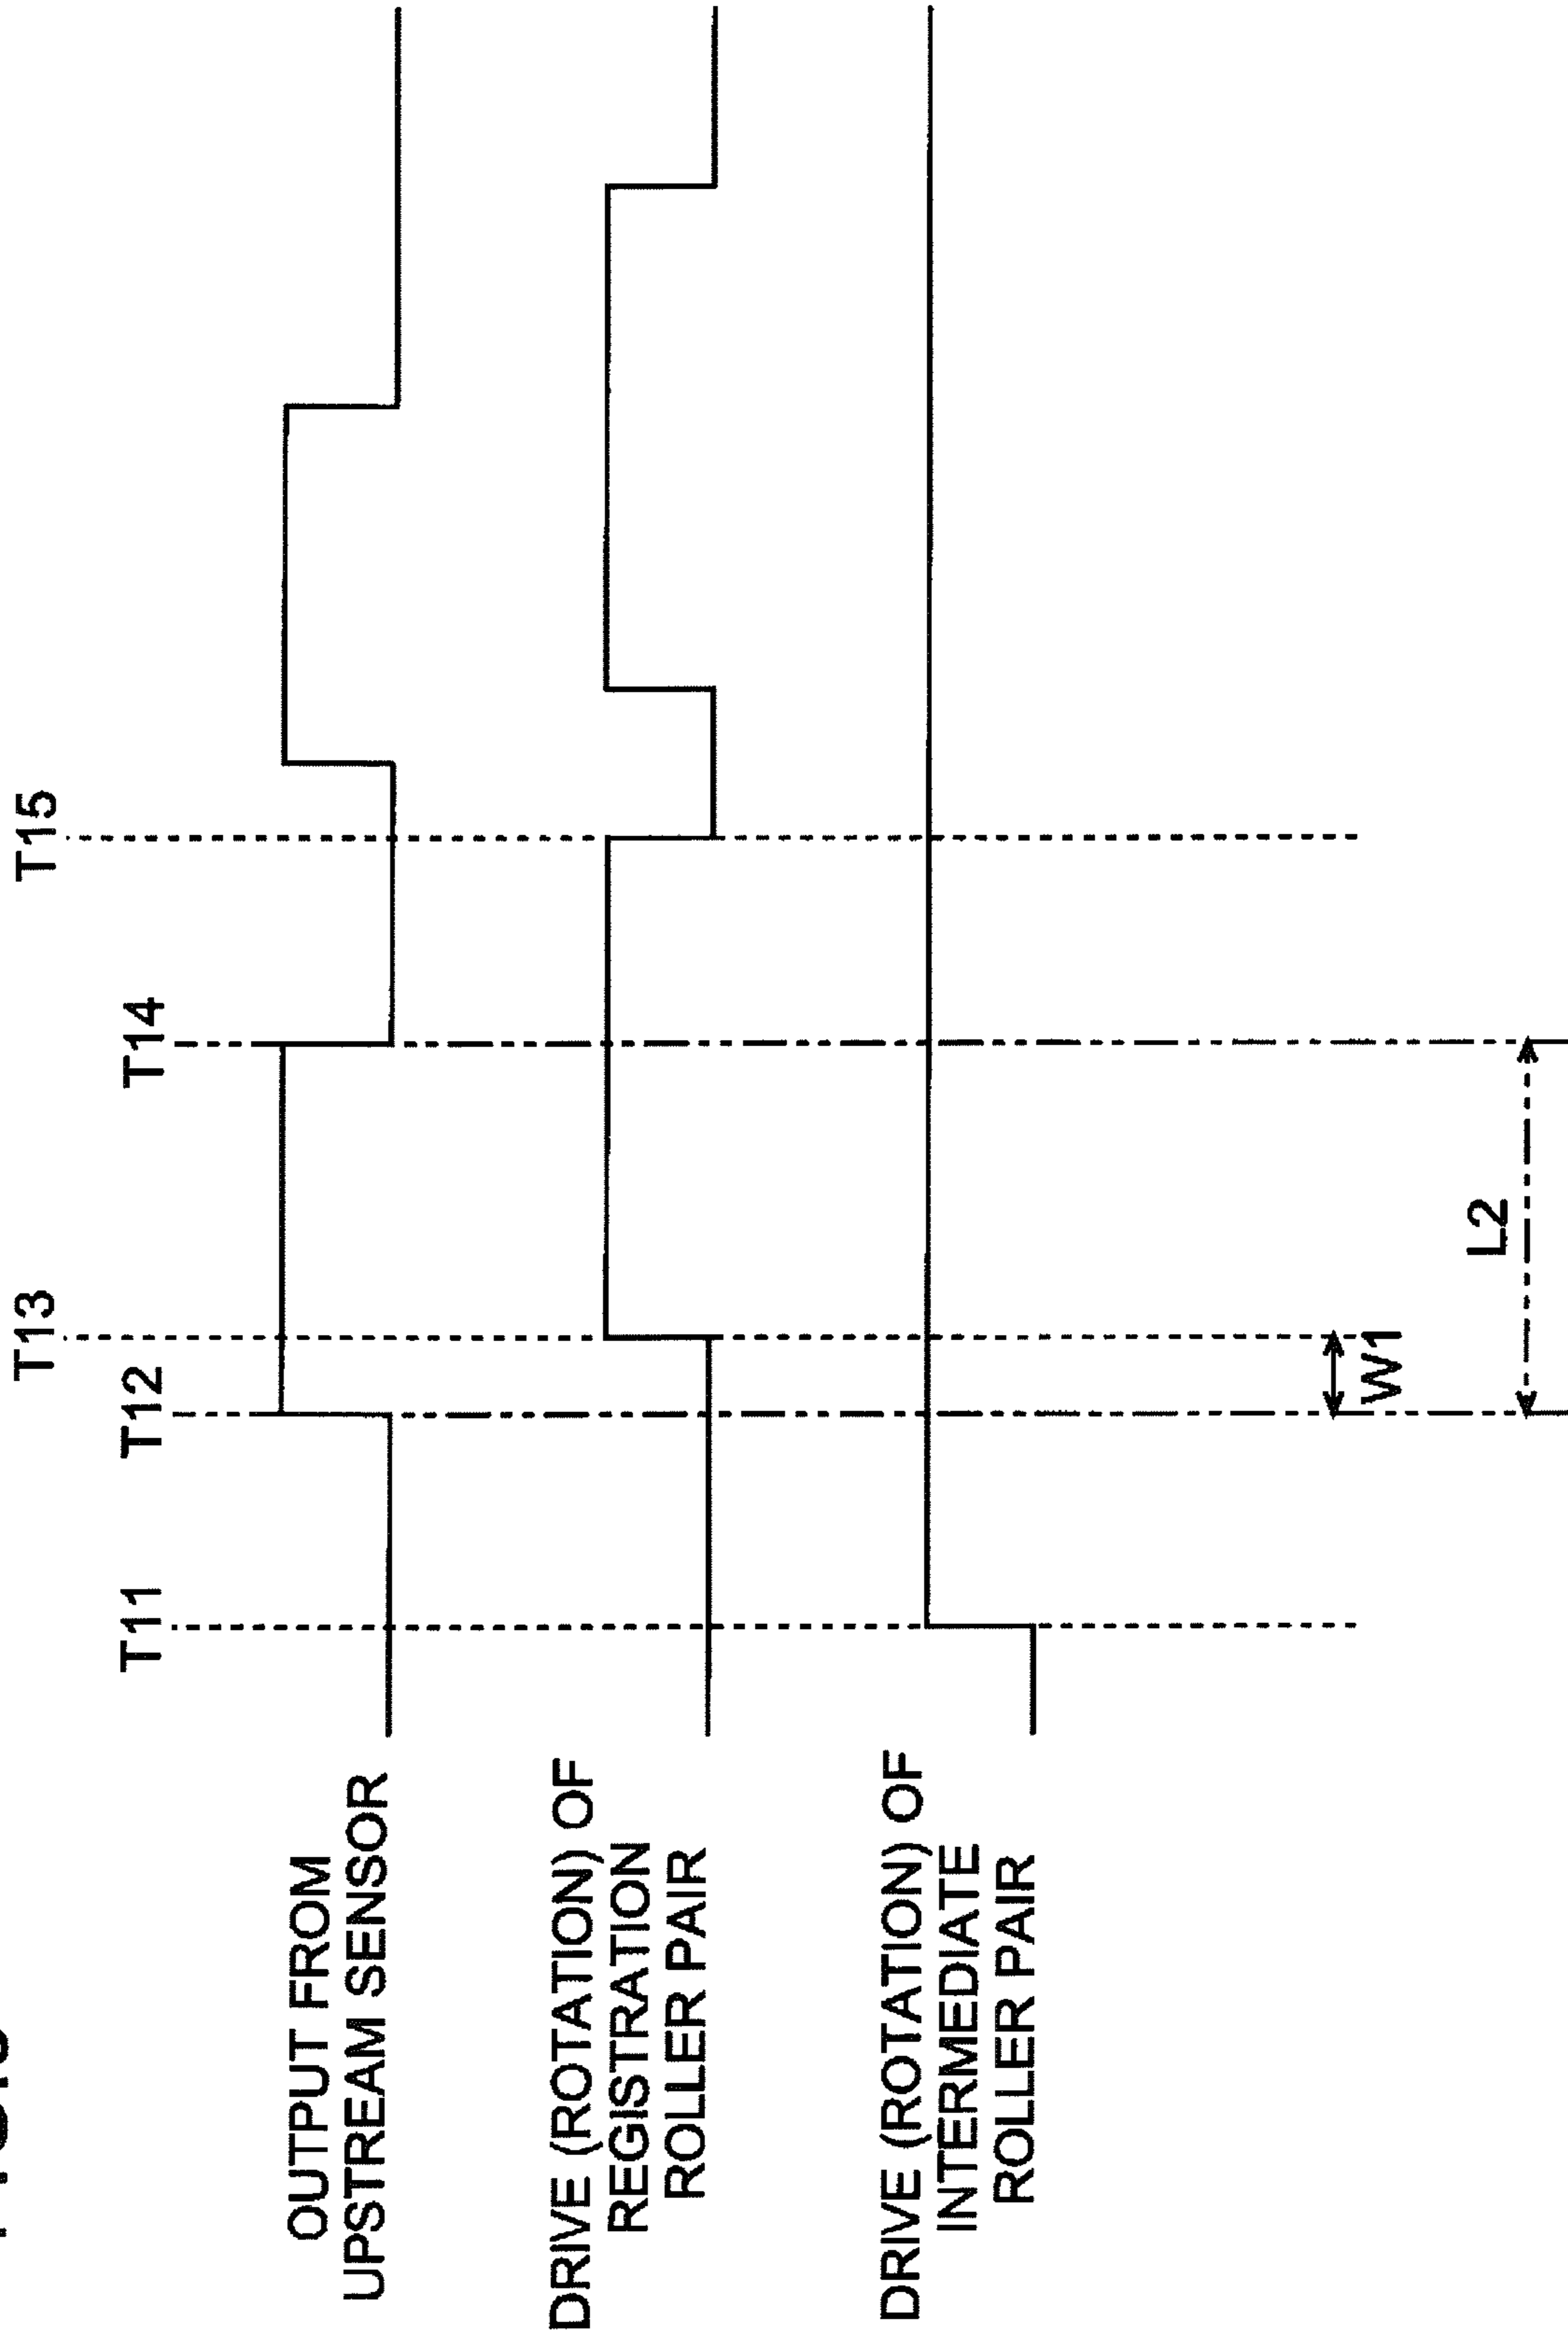 T11
T12
T13
T14
T15
OUTPUT FROM
UPSTREAM SENSOR
DRIVE (ROTATION) OF
REGISTRATION
ROLLER PAIR
DRIVE (ROTATION) OF
INTERMEDIATE
ROLLER PAIR
W1
L2